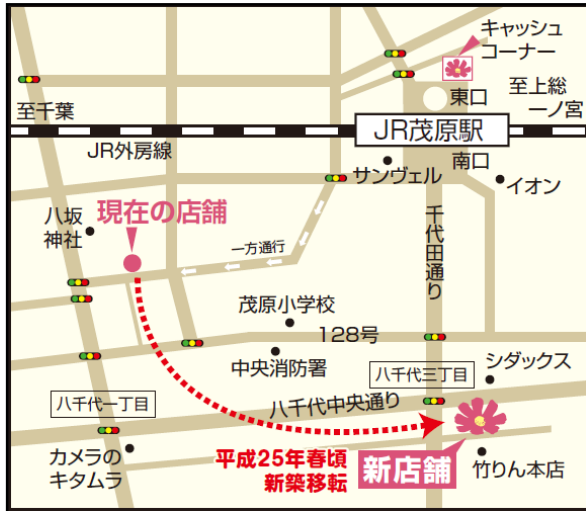 キャッシュ
コーナー
至千葉
東口
至上総
一ノ宮
JR茂原駅
JR外房線
南口
サンヴェル
イオン
八坂
神社
現在の店舗
一方通行
千代田通り
茂原小学校
128号
中央消防署
八千代三丁目
シダックス
八千代一丁目
八千代中央通り
カメラの
キタムラ
平成25年春頃
新築移転
新店舗
竹りん本店